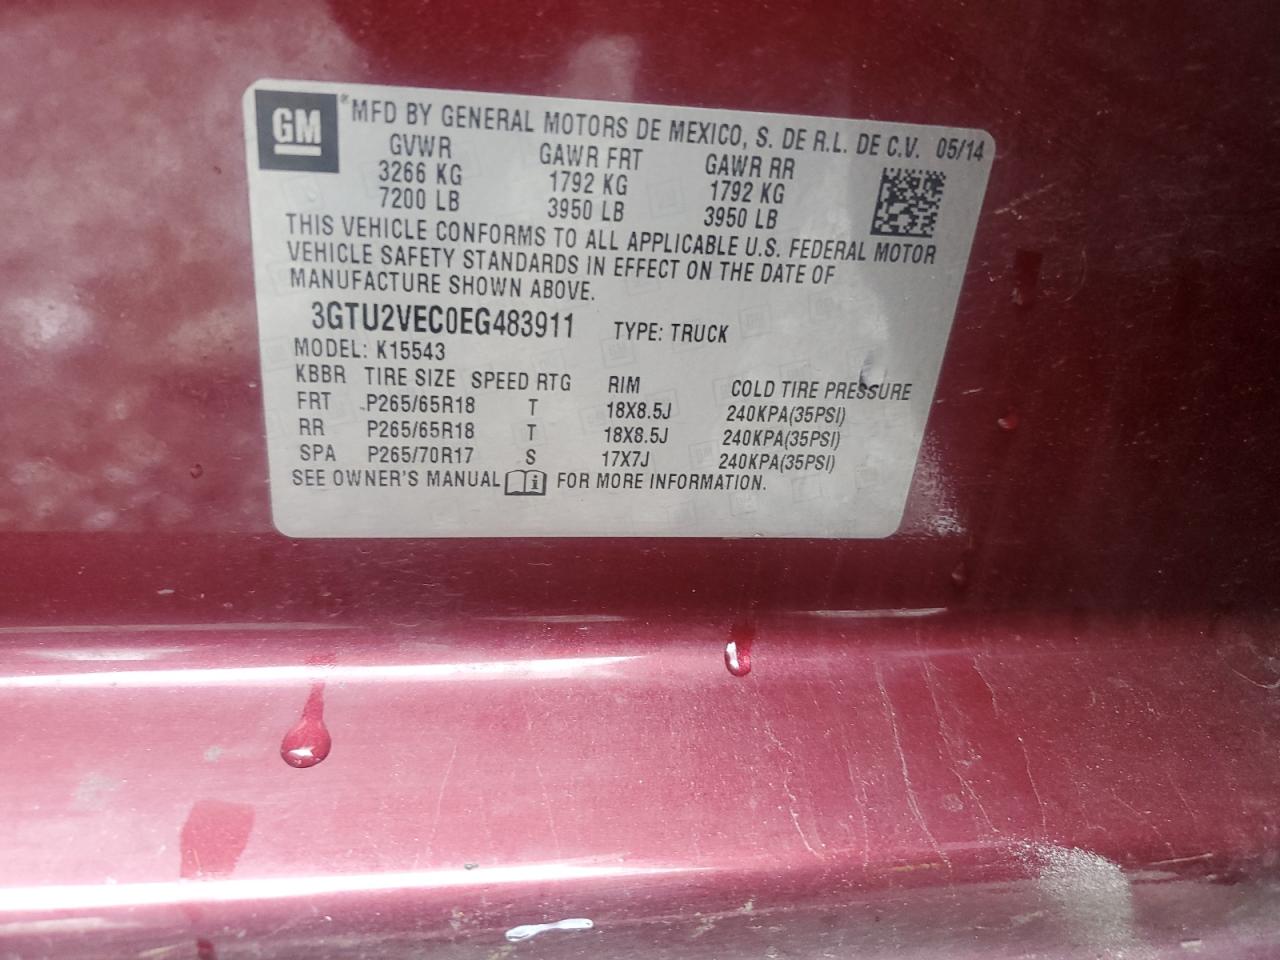 GM ® MFD BY GENERAL MOTORS DE MEXICO, S. DE R.L. DE C.V. 05/14
GVWR GAWR FRT GAWR RR
3266 KG 1792 KG 1792 KG
7200 LB 3950 LB 3950 LB
THIS VEHICLE CONFORMS TO ALL APPLICABLE U.S. FEDERAL MOTOR
VEHICLE SAFETY STANDARDS IN EFFECT ON THE DATE OF
MANUFACTURE SHOWN ABOVE.
3GTU2VEC0EG483911 TYPE: TRUCK
MODEL: K15543
KBBR TIRE SIZE SPEED RTG RIM COLD TIRE PRESSURE
FRT P265/65R18 T 18X8.5J 240KPA(35PSI)
RR P265/65R18 T 18X8.5J 240KPA(35PSI)
SPA P265/70R17 S 17X7J 240KPA(35PSI)
SEE OWNER'S MANUAL i FOR MORE INFORMATION.